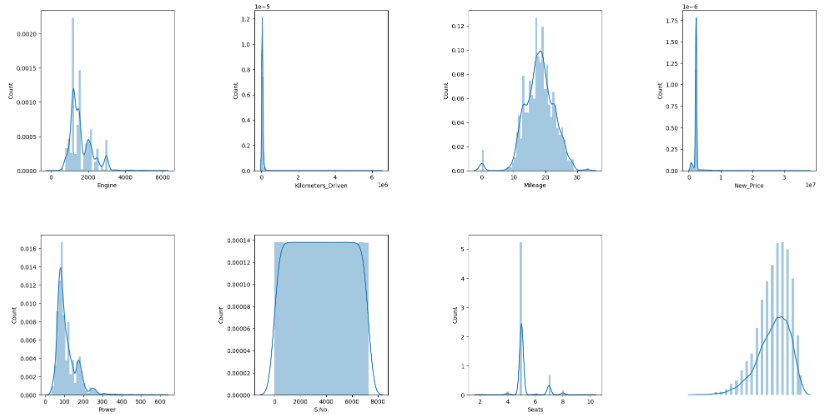 0.0020
0.0015
0.0010
0.0005
0.0000
Count
0 2000 4000 6000
Engine
1e-5
1.2
1.0
0.8
0.6
0.4
0.2
0.0
Count
0 2 4 6
Kilometers_Driven 1e6
0.12
0.10
0.08
0.06
0.04
0.02
0.00
Count
0 10 20 30
Mileage
1e-6
1.75
1.50
1.25
1.00
0.75
0.50
0.25
0.00
Count
0 1 2 3
New_Price 1e7
0.016
0.014
0.012
0.010
0.008
0.006
0.004
0.002
0.000
Count
0 100 200 300 400 500 600
Power
0.00014
0.00012
0.00010
0.00008
0.00006
0.00004
0.00002
0.00000
Count
0 2000 4000 6000 8000
S.No.
5
4
3
2
1
0
Count
2 4 6 8 10
Seats